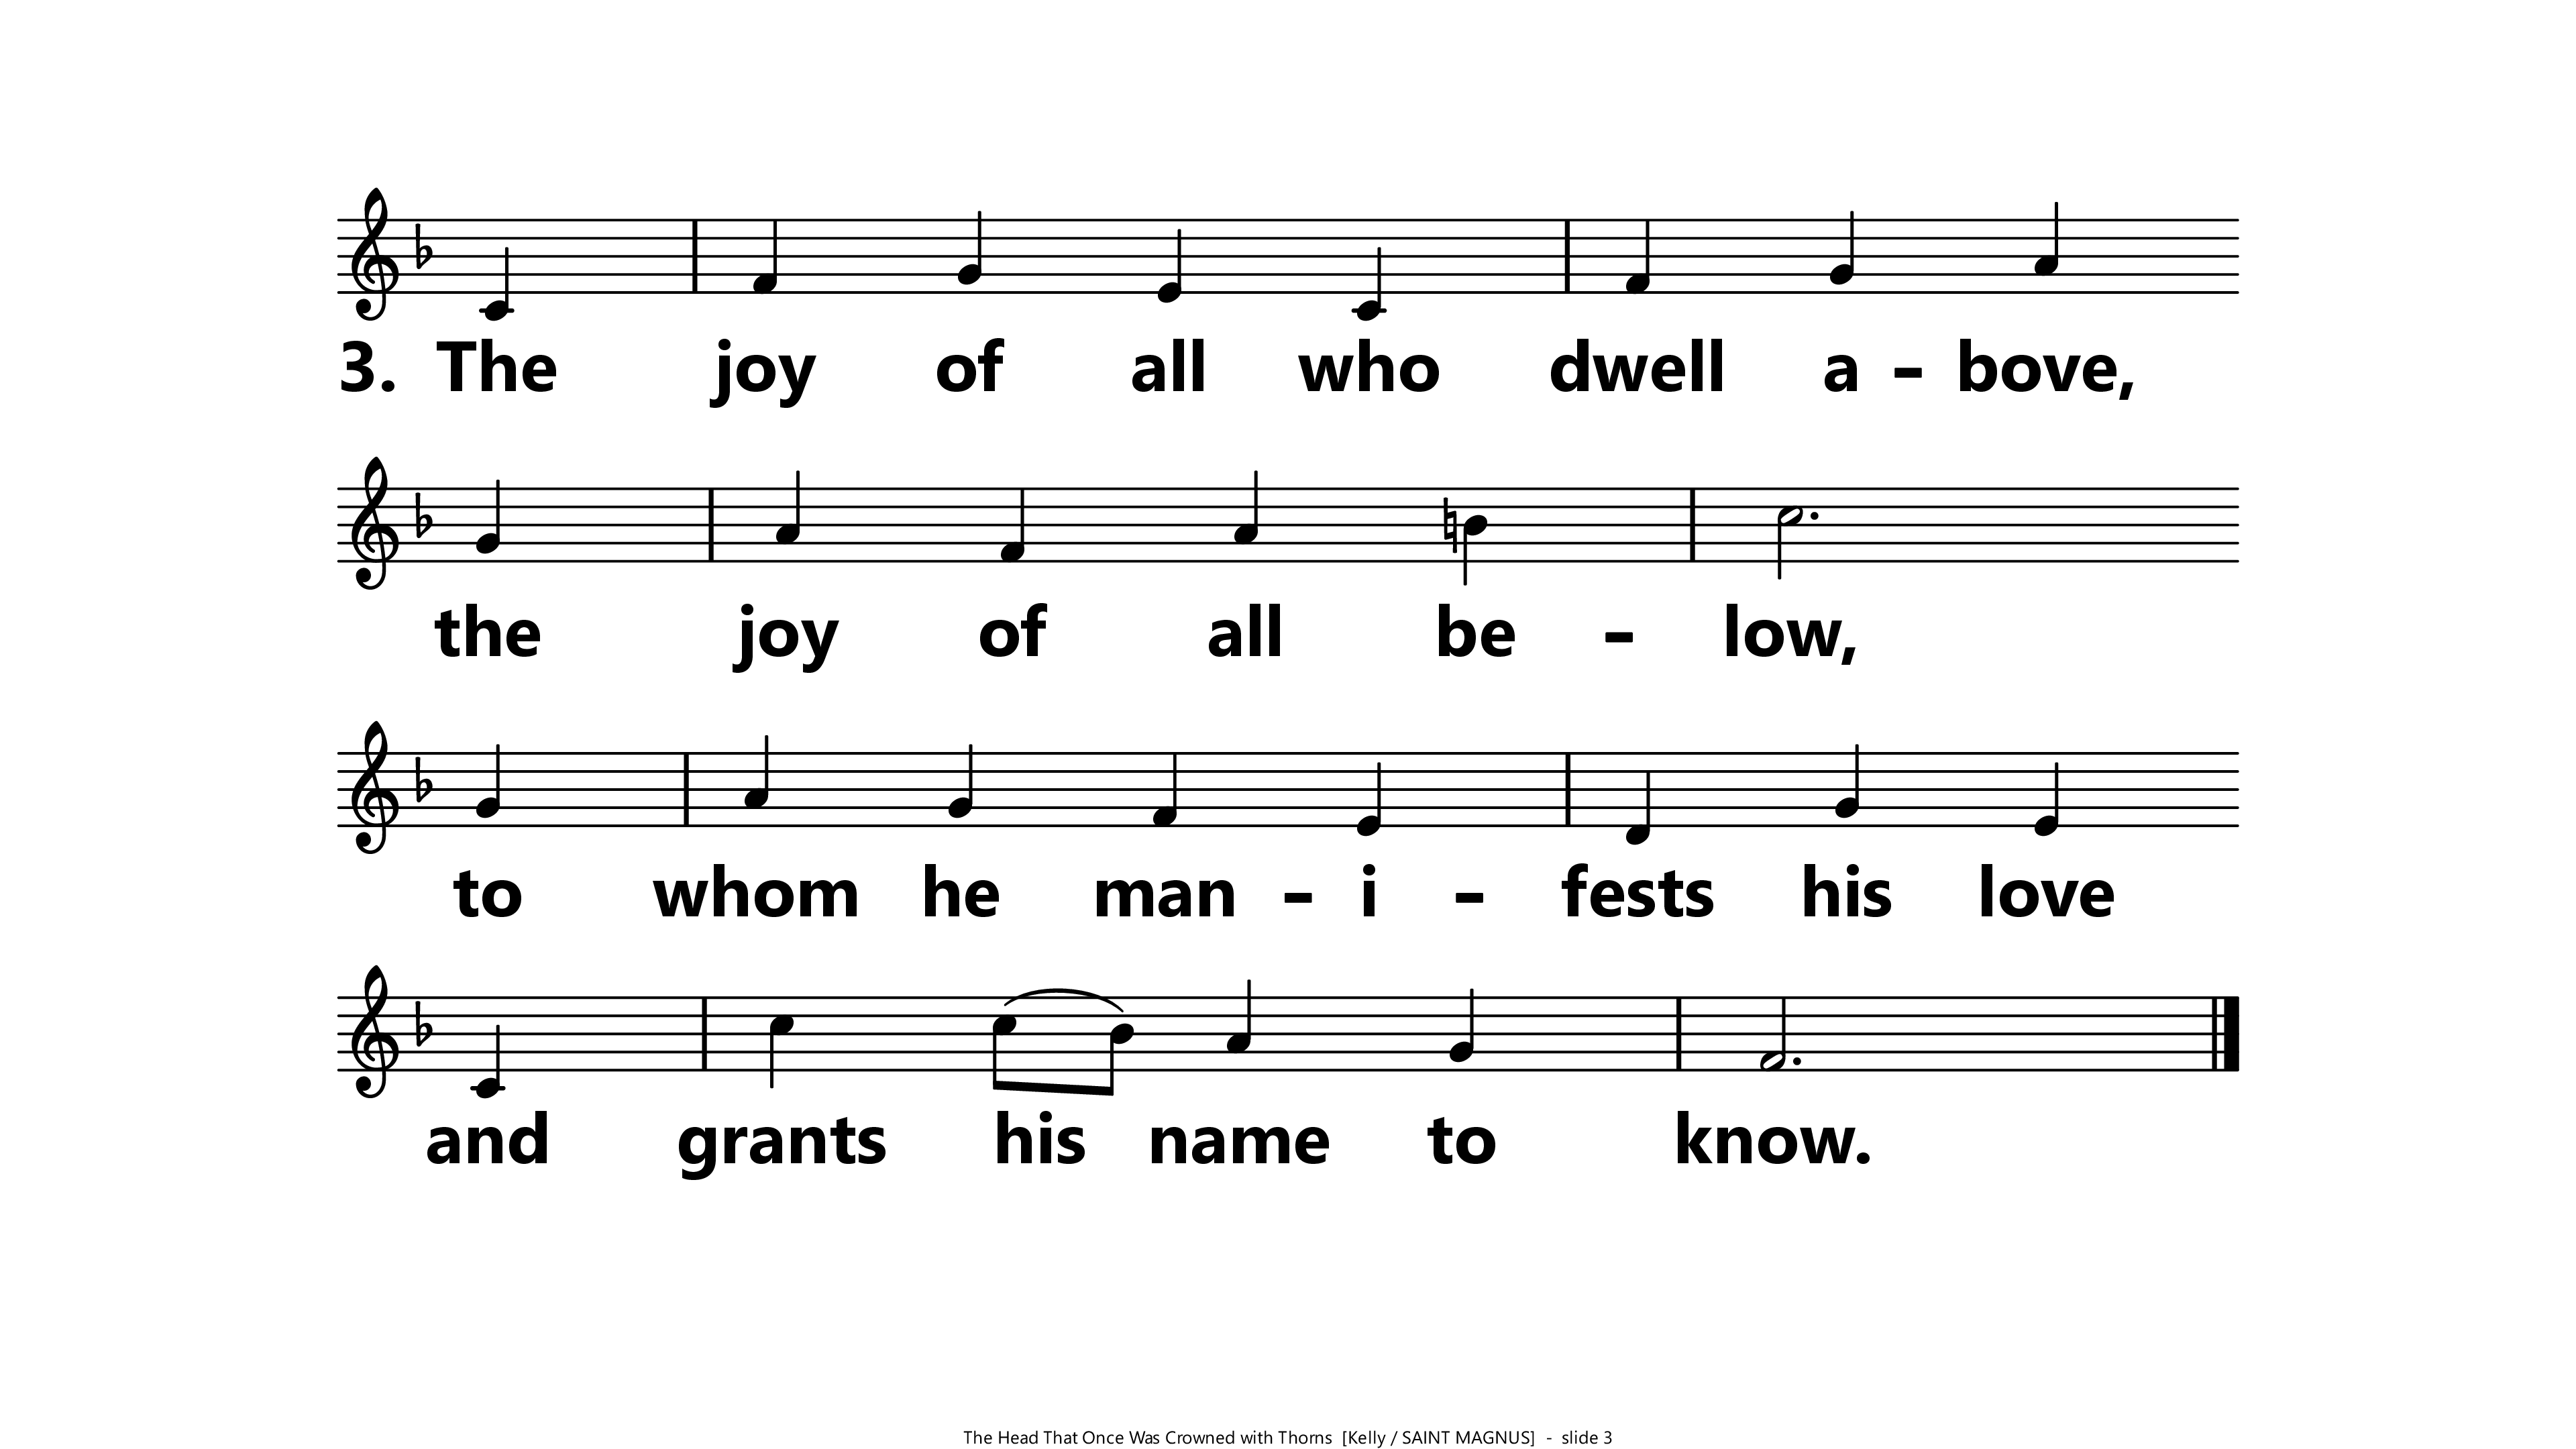 3. The joy of all who dwell a - bove,
the joy of all be - low,
to whom he man - i - fests his love
and grants his name to know.
The Head That Once Was Crowned with Thorns [Kelly / SAINT MAGNUS] - slide 3